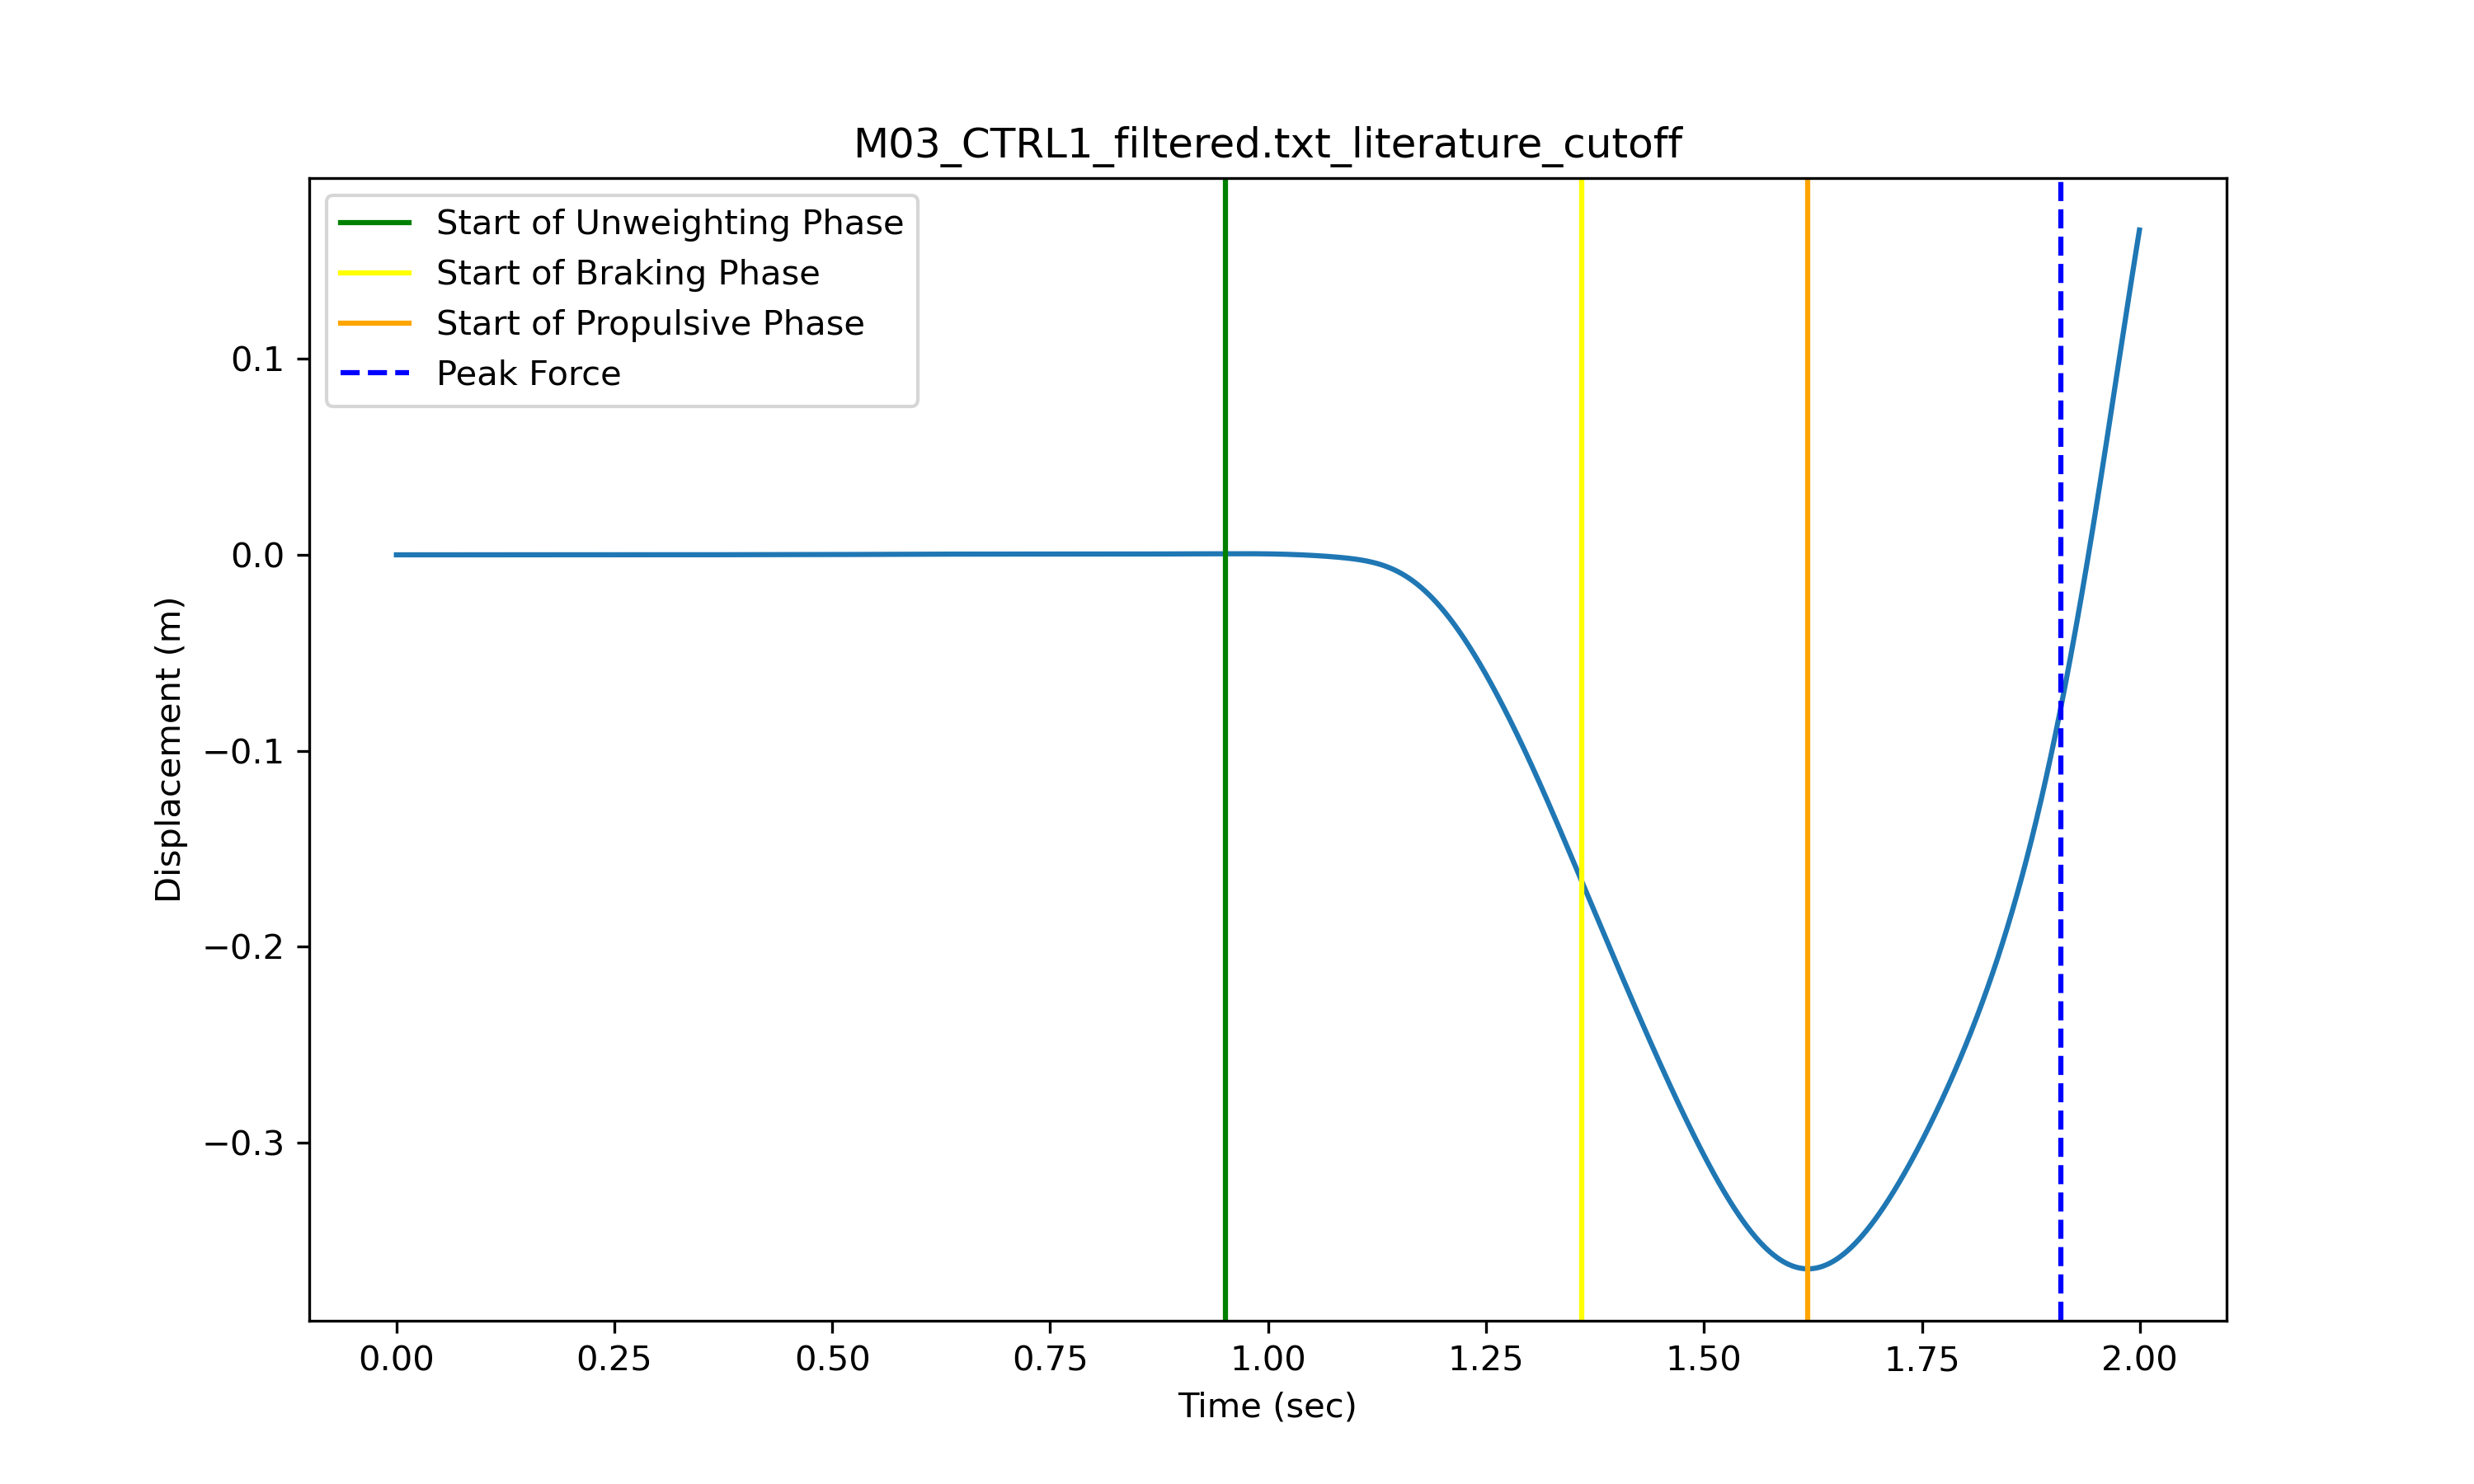 M03_CTRL1_filtered.txt_literature_cutoff
Start of Unweighting Phase
Start of Braking Phase
Start of Propulsive Phase
Peak Force
0.1
0.0
−0.1
−0.2
−0.3
Displacement (m)
0.00 0.25 0.50 0.75 1.00 1.25 1.50 1.75 2.00
Time (sec)